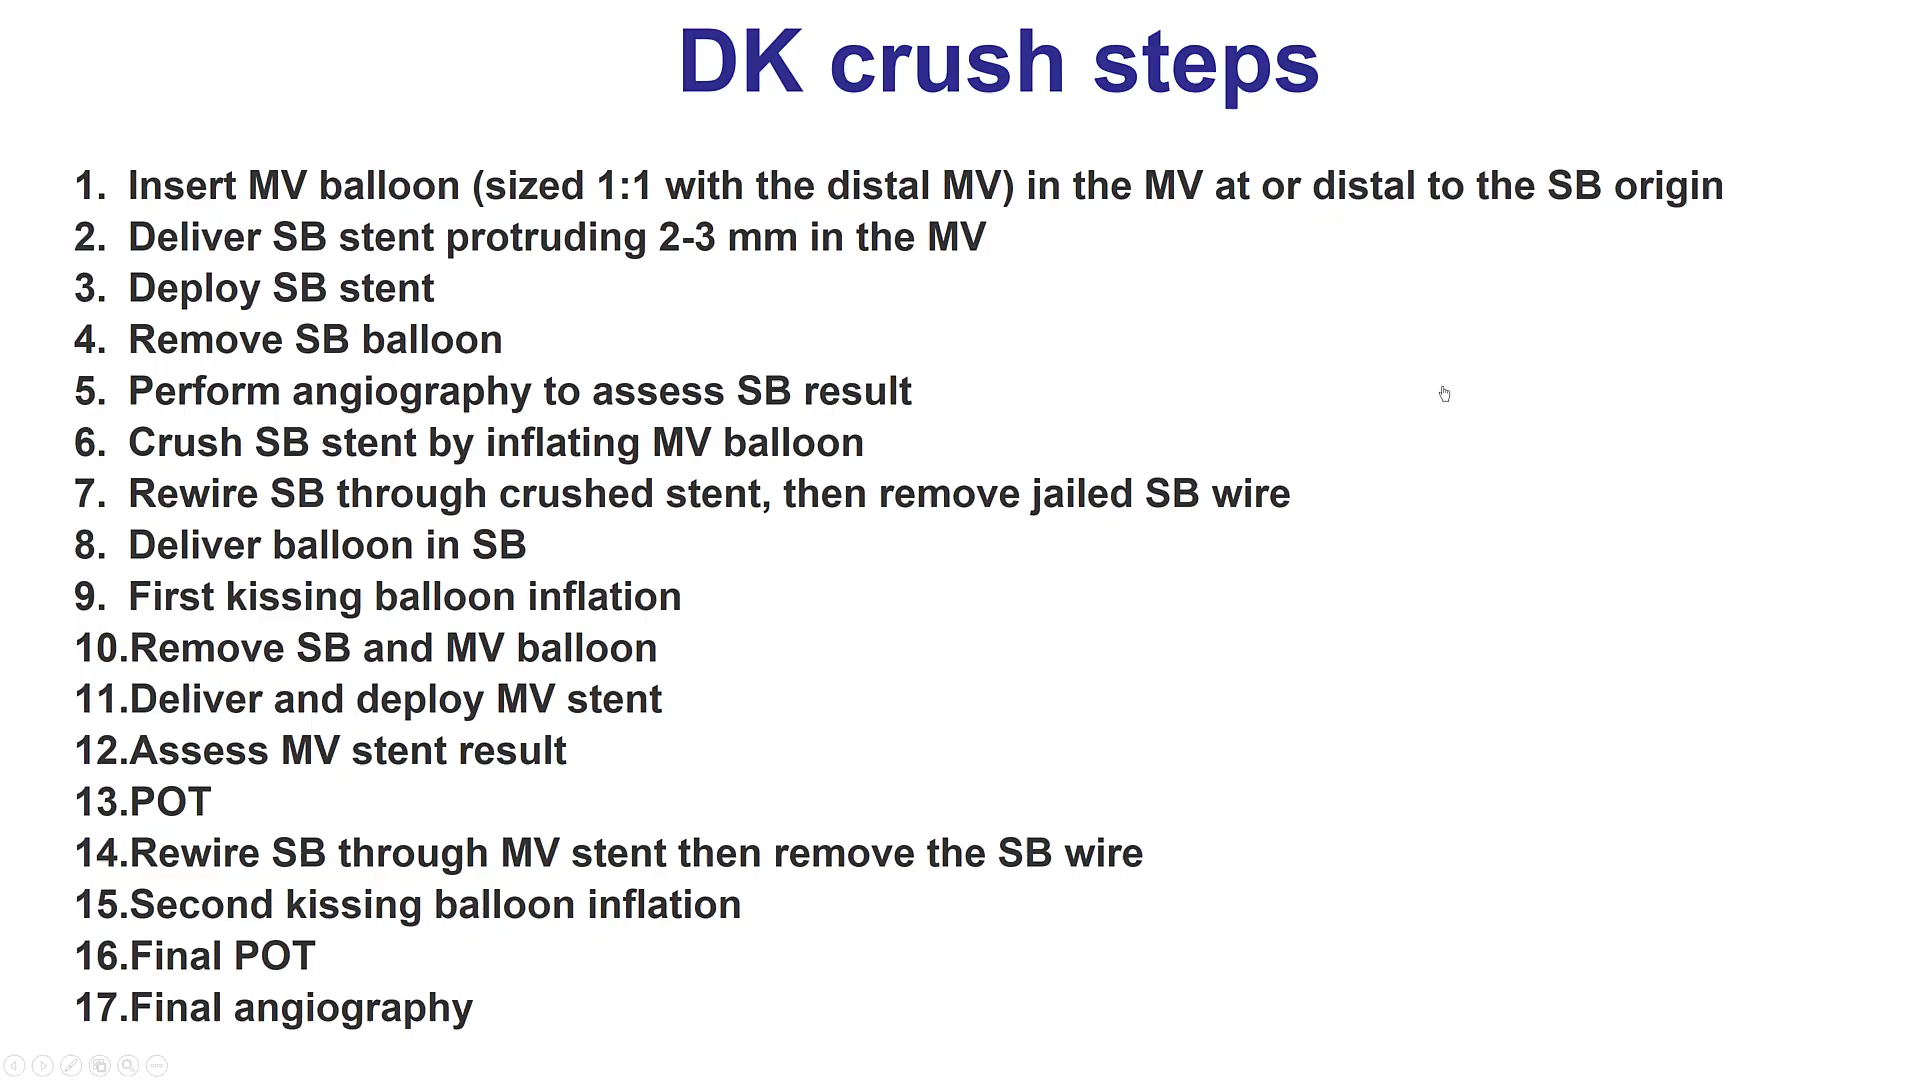 DK crush steps
1. Insert MV balloon (sized 1:1 with the distal MV) in the MV at or distal to the SB origin
2. Deliver SB stent protruding 2-3 mm in the MV
3. Deploy SB stent
4. Remove SB balloon
5. Perform angiography to assess SB result
6. Crush SB stent by inflating MV balloon
7. Rewire SB through crushed stent, then remove jailed SB wire
8. Deliver balloon in SB
9. First kissing balloon inflation
10.Remove SB and MV balloon
11.Deliver and deploy MV stent
12.Assess MV stent result
13.POT
14.Rewire SB through MV stent then remove the SB wire
15.Second kissing balloon inflation
16.Final POT
17.Final angiography